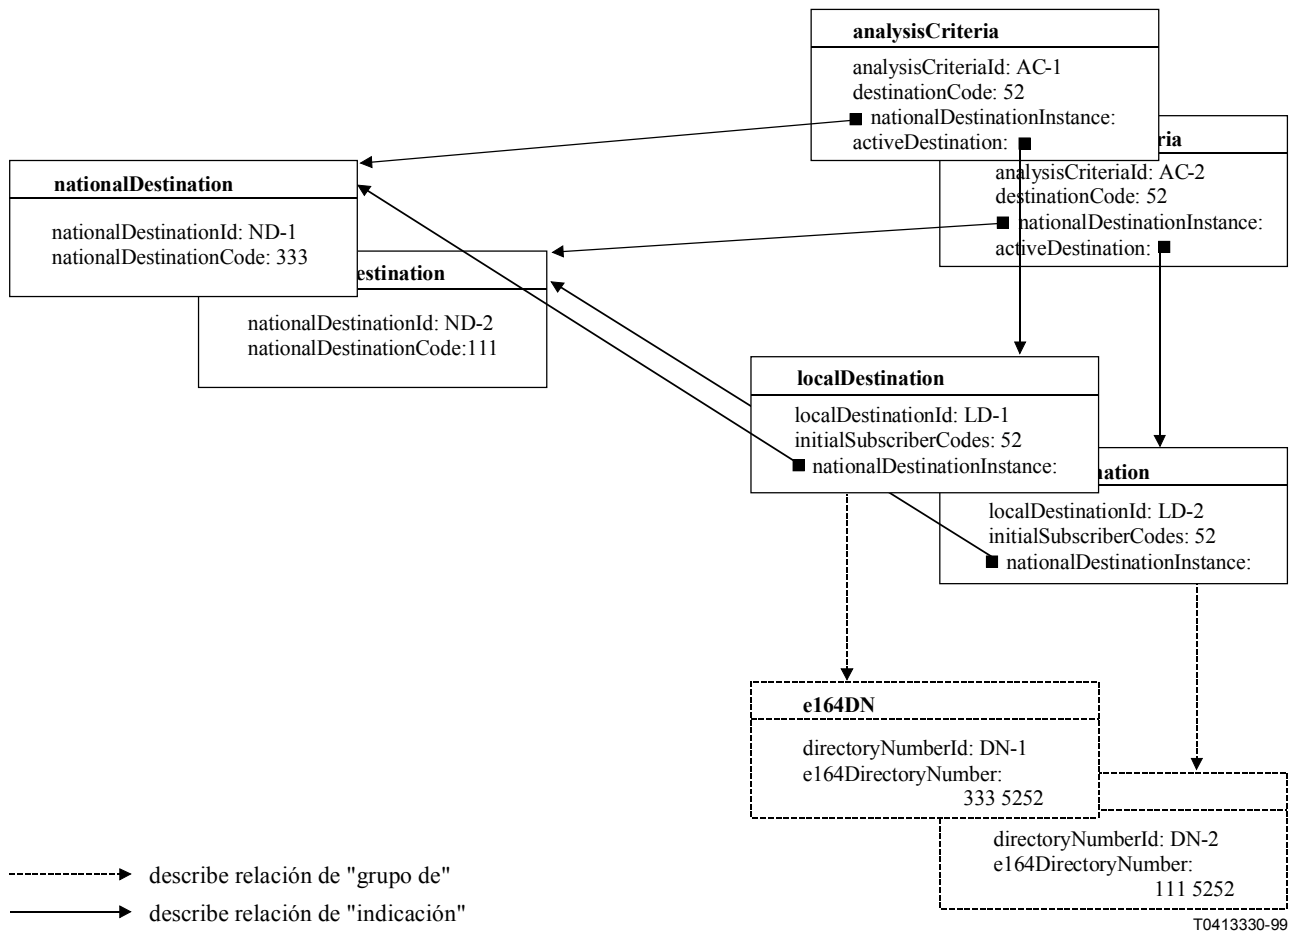 analysisCriteria
analysisCriteriaId: AC-1
destinationCode: 52
nationalDestinationInstance:
activeDestination:
ria
analysisCriteriaId: AC-2
destinationCode: 52
nationalDestinationInstance:
activeDestination:
nationalDestination
nationalDestinationId: ND-1
nationalDestinationCode: 333
estination
nationalDestinationId: ND-2
nationalDestinationCode:111
localDestination
localDestinationId: LD-1
initialSubscriberCodes: 52
nationalDestinationInstance:
nation
localDestinationId: LD-2
initialSubscriberCodes: 52
nationalDestinationInstance:
e164DN
directoryNumberId: DN-1
e164DirectoryNumber:
333 5252
directoryNumberId: DN-2
e164DirectoryNumber:
111 5252
describe relación de "grupo de"
describe relación de "indicación"
T0413330-99